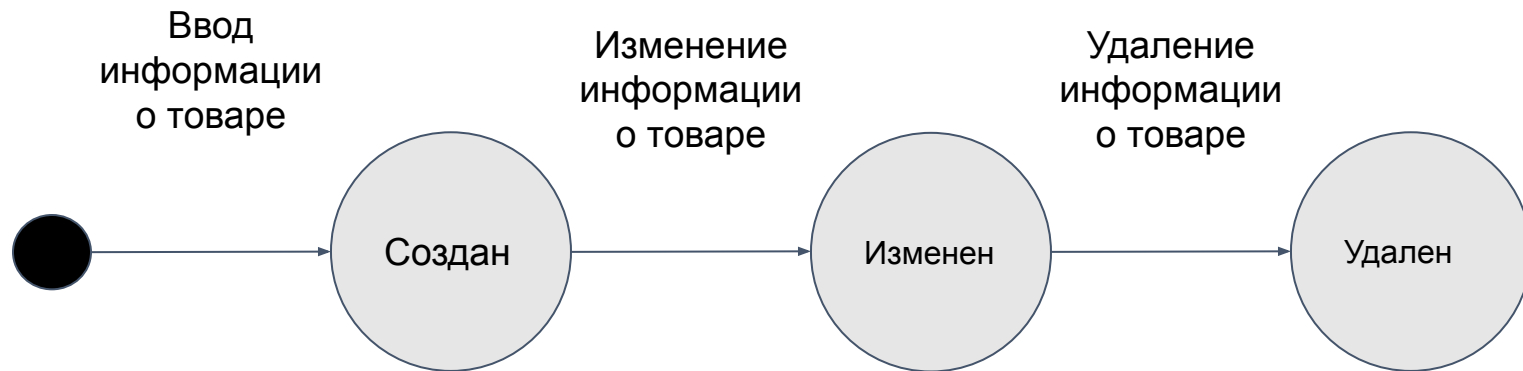 Ввод
информации
о товаре
Изменение
информации
о товаре
Удаление
информации
о товаре
Создан
Изменен
Удален